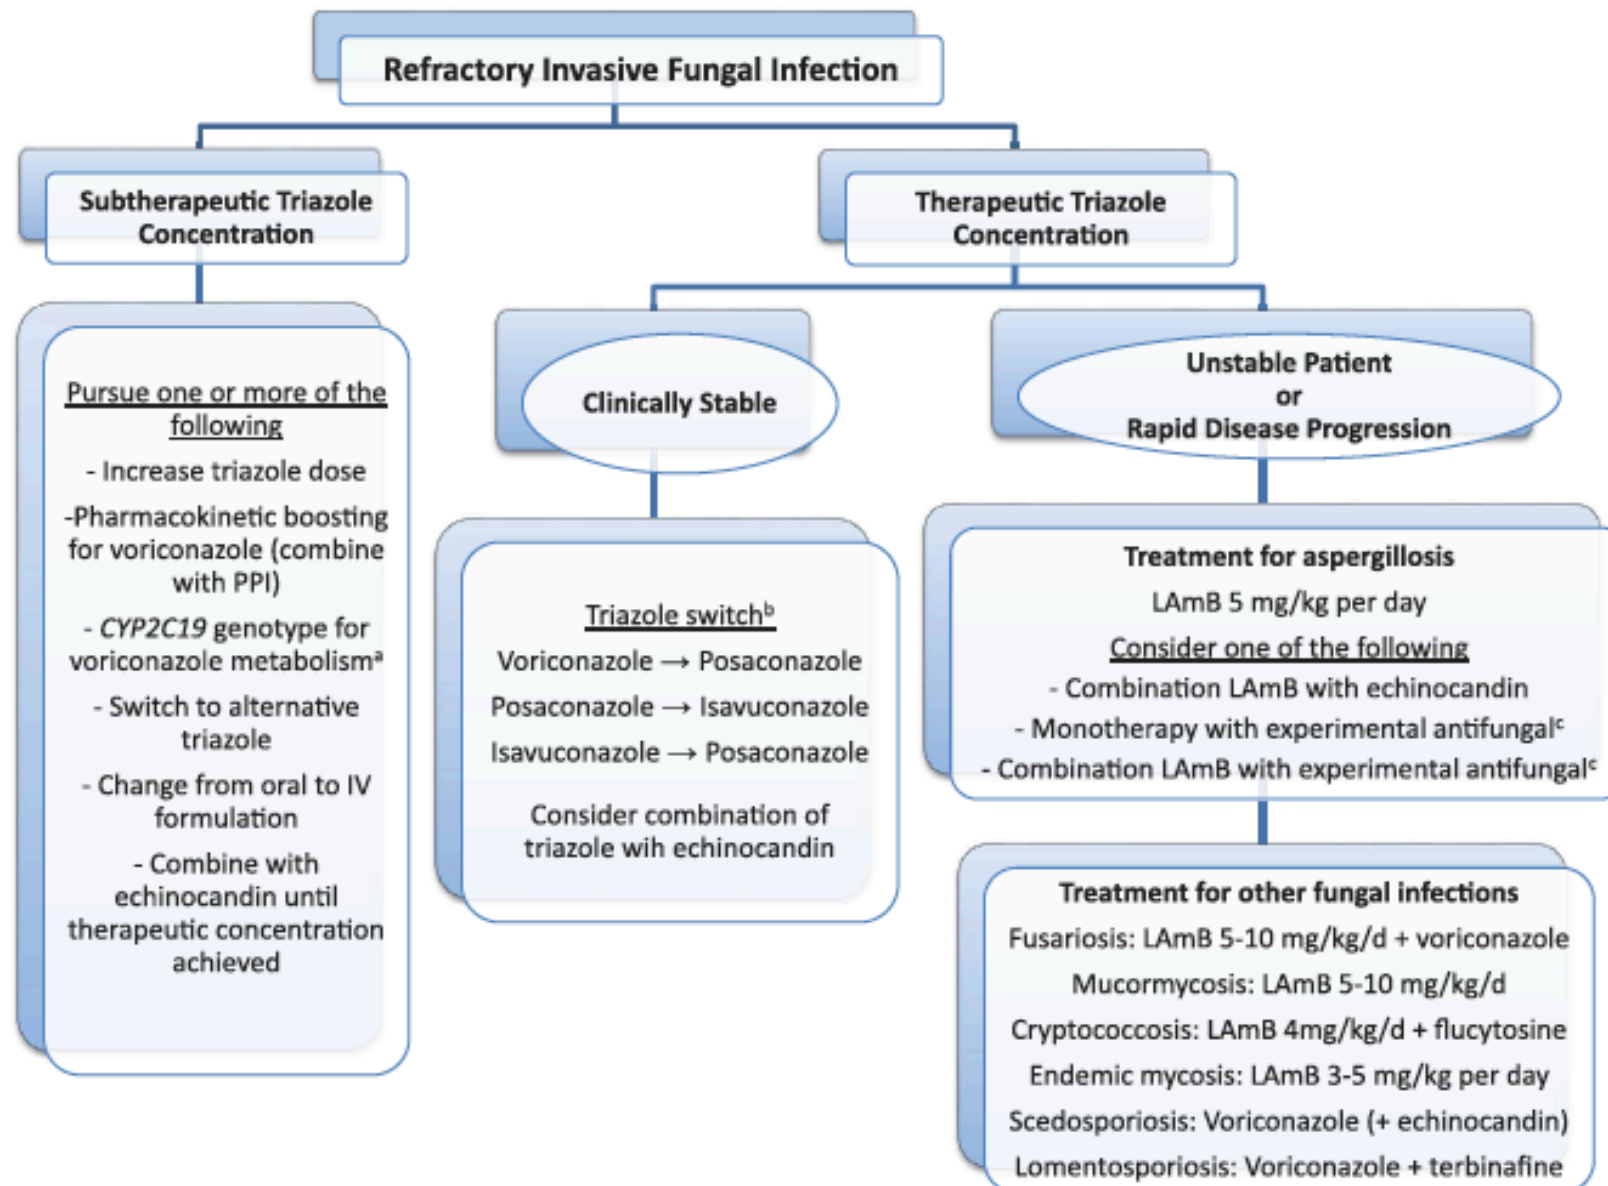 Refractory Invasive Fungal Infection
Subtherapeutic Triazole
Concentration
Therapeutic Triazole
Concentration
Pursue one or more of the
following
- Increase triazole dose
-Pharmacokinetic boosting
for voriconazole (combine
with PPI)
- CYP2C19 genotype for
voriconazole metabolismᵃ
- Switch to alternative
triazole
- Change from oral to IV
formulation
- Combine with
echinocandin until
therapeutic concentration
achieved
Clinically Stable
Triazole switchᵇ
Voriconazole → Posaconazole
Posaconazole → Isavuconazole
Isavuconazole → Posaconazole
Consider combination of
triazole wih echinocandin
Unstable Patient
or
Rapid Disease Progression
Treatment for aspergillosis
LAmB 5 mg/kg per day
Consider one of the following
- Combination LAmB with echinocandin
- Monotherapy with experimental antifungalᶜ
- Combination LAmB with experimental antifungalᶜ
Treatment for other fungal infections
Fusariosis: LAmB 5-10 mg/kg/d + voriconazole
Mucormycosis: LAmB 5-10 mg/kg/d
Cryptococcosis: LAmB 4mg/kg/d + flucytosine
Endemic mycosis: LAmB 3-5 mg/kg per day
Scedosporiosis: Voriconazole (+ echinocandin)
Lomentosporiosis: Voriconazole + terbinafine